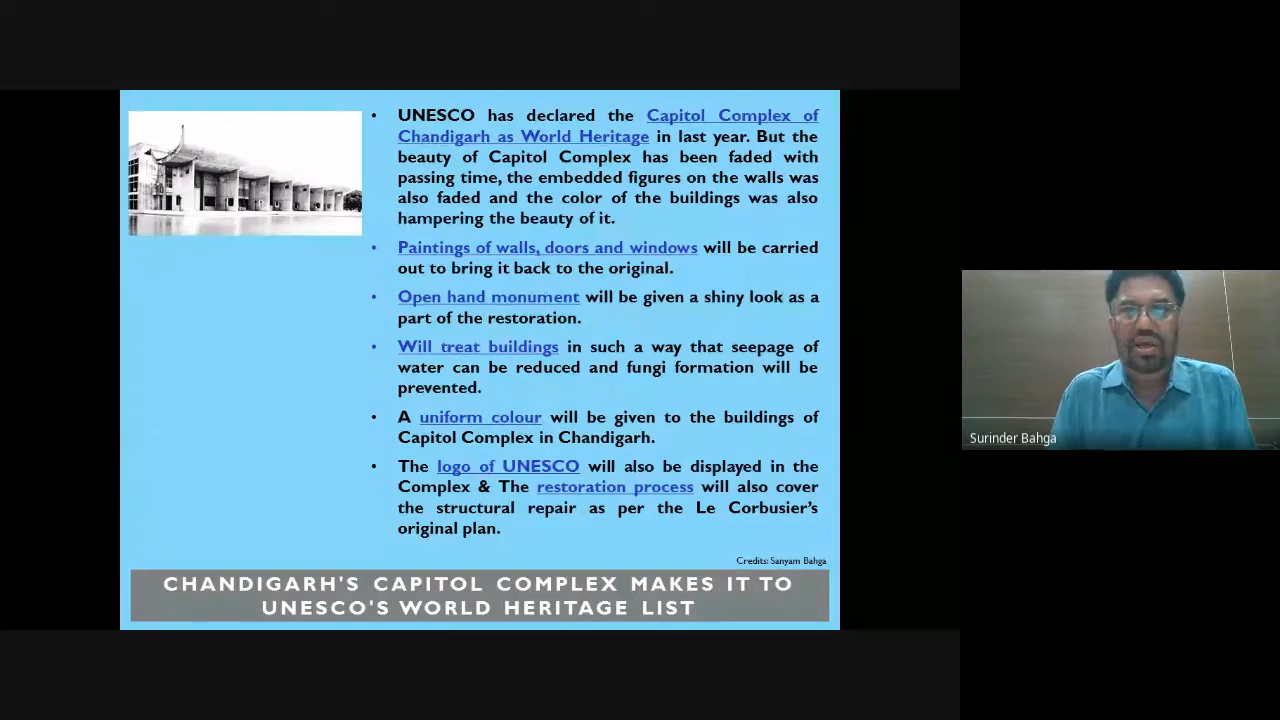 • UNESCO has declared the Capitol Complex of
Chandigarh as World Heritage in last year. But the
beauty of Capitol Complex has been faded with
passing time, the embedded figures on the walls was
also faded and the color of the buildings was also
hampering the beauty of it.
• Paintings of walls, doors and windows will be carried
out to bring it back to the original.
• Open hand monument will be given a shiny look as a
part of the restoration.
• Will treat buildings in such a way that seepage of
water can be reduced and fungi formation will be
prevented.
• A uniform colour will be given to the buildings of
Capitol Complex in Chandigarh.
• The logo of UNESCO will also be displayed in the
Complex & The restoration process will also cover
the structural repair as per the Le Corbusier's
original plan.
Credits: Sanyam Bahga
CHANDIGARH'S CAPITOL COMPLEX MAKES IT TO
UNESCO'S WORLD HERITAGE LIST
Surinder Bahga